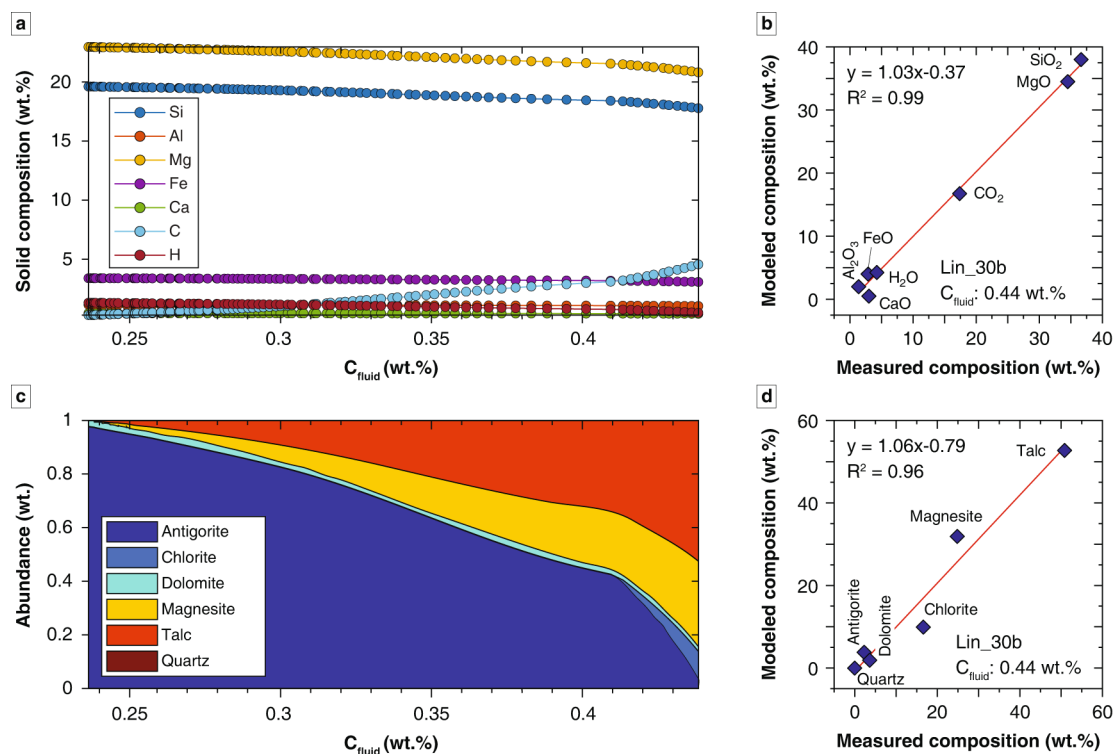 a
Solid composition (wt.%)
20
15
10
5
Si
Al
Mg
Fe
Ca
C
H
0.25
0.3
0.35
0.4
C_fluid (wt.%)
b
Modeled composition (wt.%)
40
30
20
10
0
y = 1.03x-0.37
R² = 0.99
SiO₂
MgO
CO₂
FeO
Al₂O₃
H₂O
CaO
Lin_30b
C_fluid: 0.44 wt.%
0
10
20
30
40
Measured composition (wt.%)
c
Abundance (wt.)
1
0.8
0.6
0.4
0.2
0
Antigorite
Chlorite
Dolomite
Magnesite
Talc
Quartz
0.25
0.3
0.35
0.4
C_fluid (wt.%)
d
Modeled composition (wt.%)
60
40
20
0
y = 1.06x-0.79
R² = 0.96
Talc
Magnesite
Chlorite
Antigorite
Dolomite
Quartz
Lin_30b
C_fluid: 0.44 wt.%
0
20
40
60
Measured composition (wt.%)